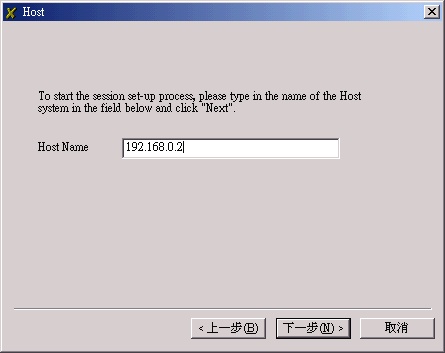 Host
To start the session set-up process, please type in the name of the Host
system in the field below and click "Next".
Host Name
192.168.0.2
< 上一步(B)
下一步(N) >
取消